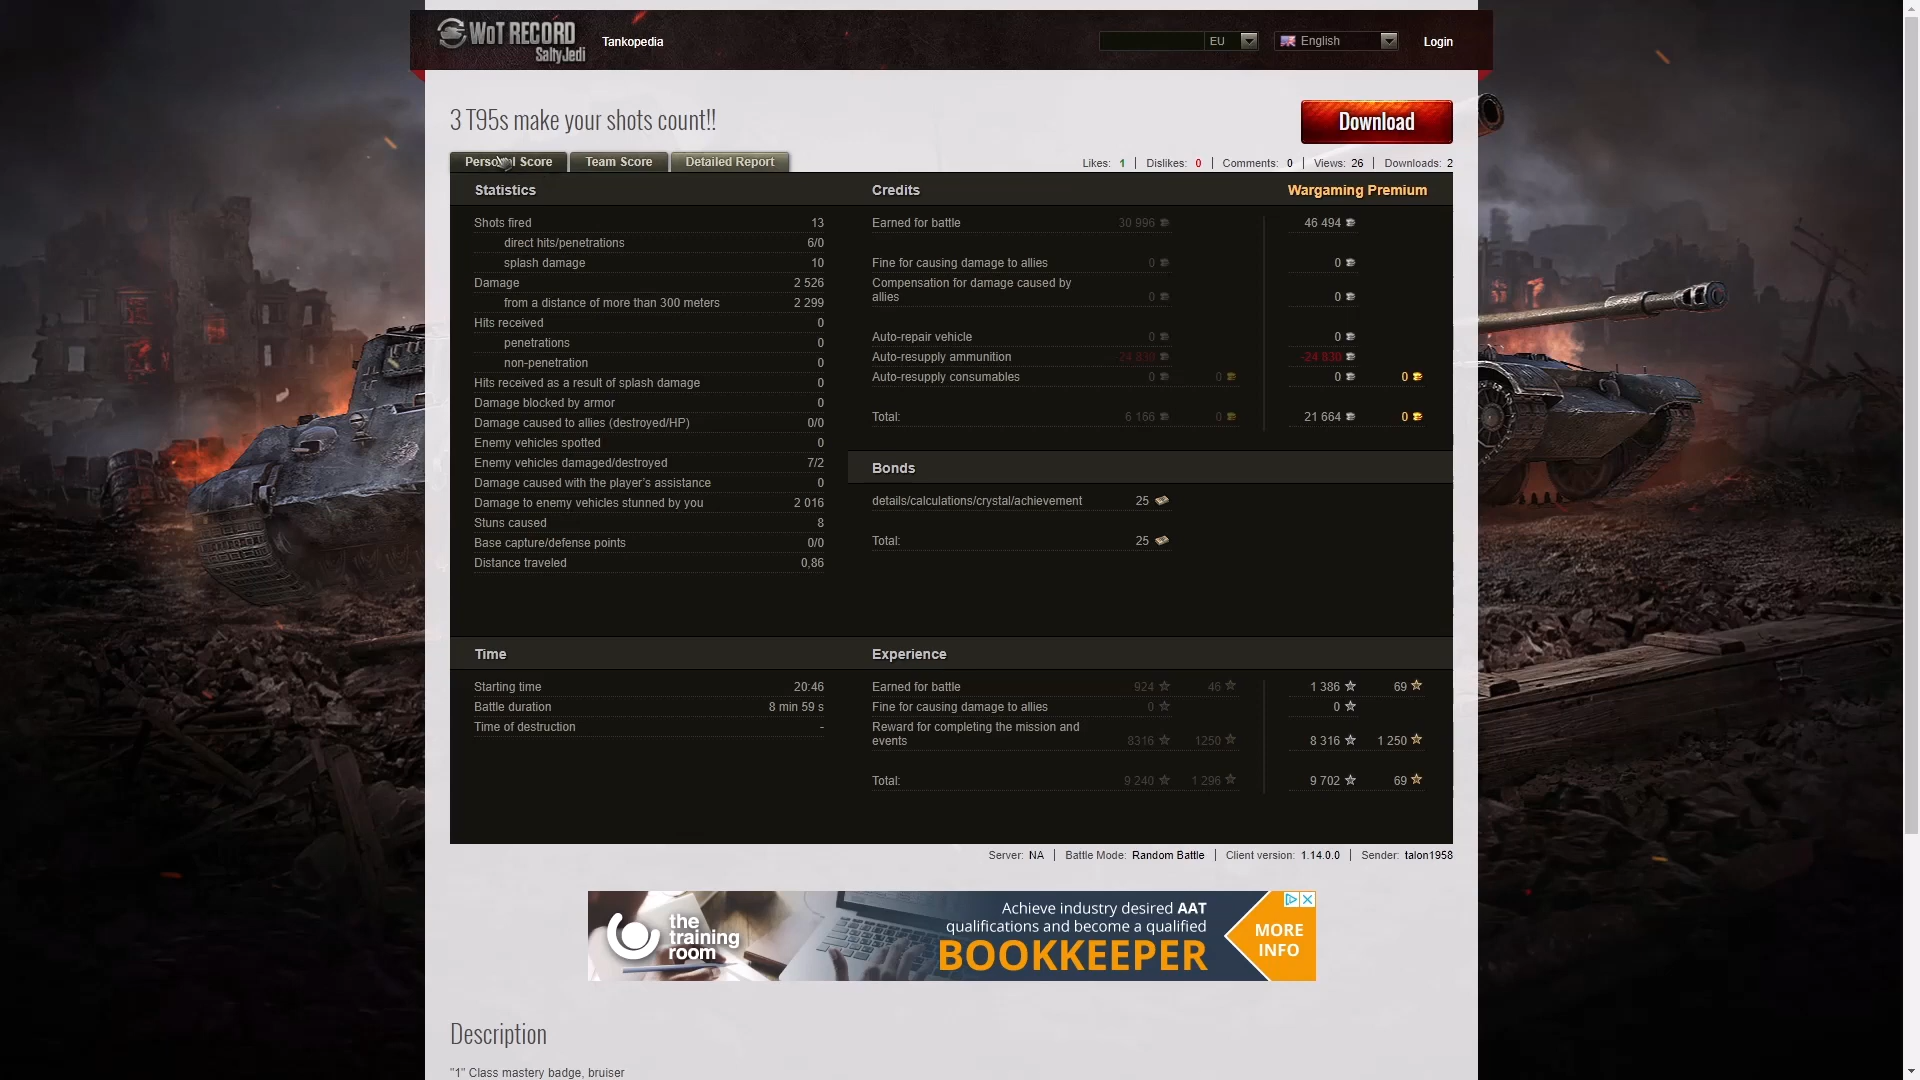 WoT RECORD
SaltyJedi
Tankopedia
EU
English
Login
3 T95s make your shots count!!
Download
Personal Score
Team Score
Detailed Report
Likes: 1 | Dislikes: 0 | Comments: 0 | Views: 26 | Downloads: 2
Statistics
Shots fired 13
direct hits/penetrations 6/0
splash damage 10
Damage 2 526
from a distance of more than 300 meters 2 299
Hits received 0
penetrations 0
non-penetration 0
Hits received as a result of splash damage 0
Damage blocked by armor 0
Damage caused to allies (destroyed/HP) 0/0
Enemy vehicles spotted 0
Enemy vehicles damaged/destroyed 7/2
Damage caused with the player's assistance 0
Damage to enemy vehicles stunned by you 2 016
Stuns caused 8
Base capture/defense points 0/0
Distance traveled 0,86
Credits Wargaming Premium
Earned for battle 30 996 46 494
Fine for causing damage to allies 0 0
Compensation for damage caused by
allies 0 0
Auto-repair vehicle 0 0
Auto-resupply ammunition -24 830 -24 830
Auto-resupply consumables 0 0 0 0
Total: 6 166 0 21 664 0
Bonds
details/calculations/crystal/achievement 25
Total: 25
Time
Starting time 20:46
Battle duration 8 min 59 s
Time of destruction -
Experience
Earned for battle 924 46 1 386 69
Fine for causing damage to allies 0 0
Reward for completing the mission and
events 8316 1250 8 316 1 250
Total: 9 240 1 296 9 702 69
Server: NA | Battle Mode: Random Battle | Client version: 1.14.0.0 | Sender: talon1958
the
training
room
Achieve industry desired AAT
qualifications and become a qualified
BOOKKEEPER
MORE
INFO
Description
"1" Class mastery badge, bruiser